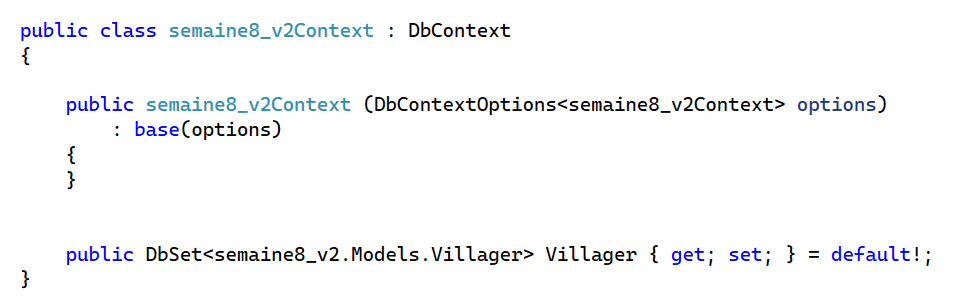 public class semaine8_v2Context : DbContext
{
public semaine8_v2Context (DbContextOptions<semaine8_v2Context> options)
: base(options)
{
}
public DbSet<semaine8_v2.Models.Villager> Villager { get; set; } = default!;
}